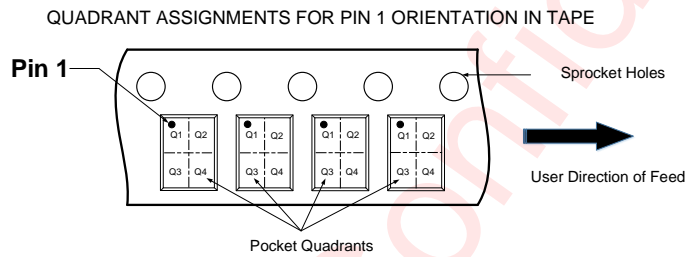 QUADRANT ASSIGNMENTS FOR PIN 1 ORIENTATION IN TAPE
Pin 1
Sprocket Holes
Q1 Q2 Q1 Q2 Q1 Q2 Q1 Q2
Q3 Q4 Q3 Q4 Q3 Q4 Q3 Q4
User Direction of Feed
Pocket Quadrants